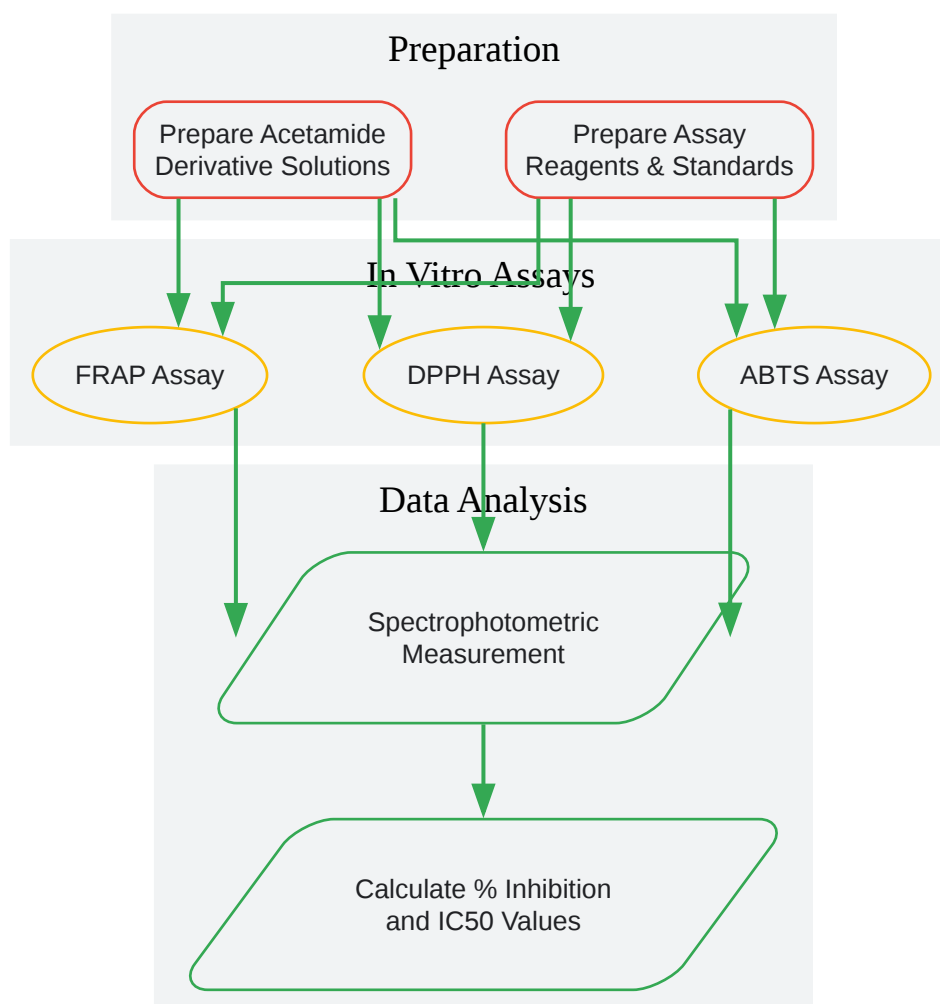 Preparation
Prepare Acetamide
Derivative Solutions
Prepare Assay
Reagents & Standards
In Vitro Assays
FRAP Assay
DPPH Assay
ABTS Assay
Data Analysis
Spectrophotometric
Measurement
Calculate % Inhibition
and IC50 Values